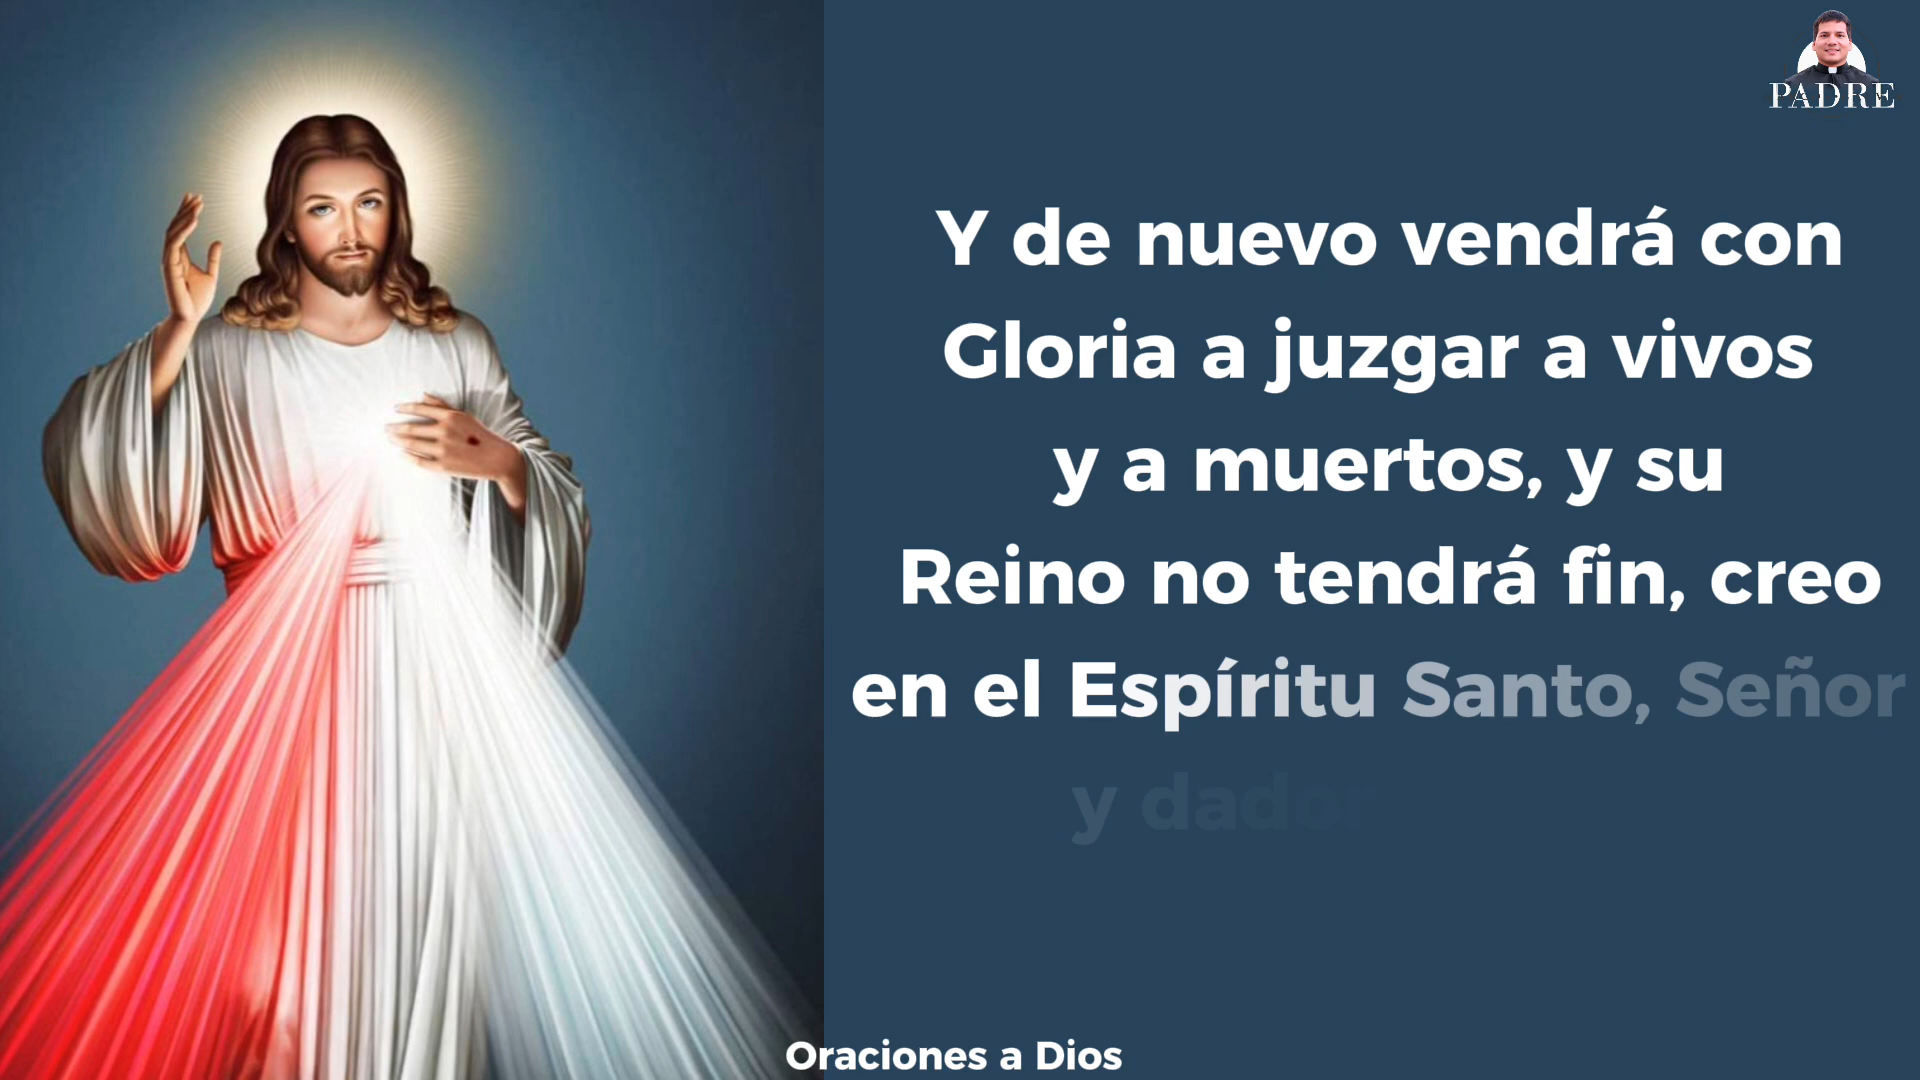 PADRE
Y de nuevo vendrá con
Gloria a juzgar a vivos
y a muertos, y su
Reino no tendrá fin, creo
en el Espíritu Santo, Señor
y dador
Oraciones a Dios